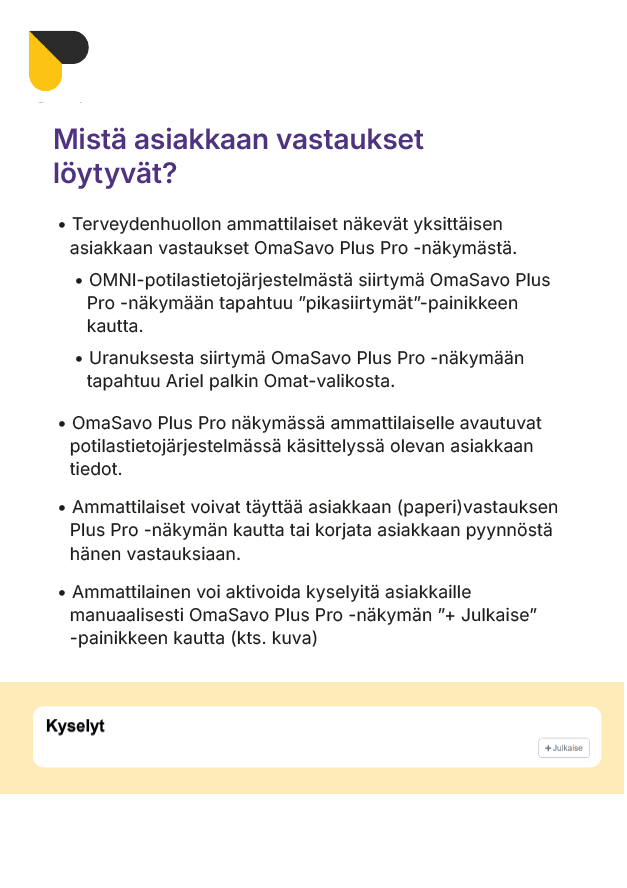 Mistä asiakkaan vastaukset
löytyvät?
• Terveydenhuollon ammattilaiset näkevät yksittäisen
asiakkaan vastaukset OmaSavo Plus Pro -näkymästä.
• OMNI-potilastietojärjestelmästä siirtymä OmaSavo Plus
Pro -näkymään tapahtuu ”pikasiirtymät”-painikkeen
kautta.
• Uranuksesta siirtymä OmaSavo Plus Pro -näkymään
tapahtuu Ariel palkin Omat-valikosta.
• OmaSavo Plus Pro näkymässä ammattilaiselle avautuvat
potilastietojärjestelmässä käsittelyssä olevan asiakkaan
tiedot.
• Ammattilaiset voivat täyttää asiakkaan (paperi)vastauksen
Plus Pro -näkymän kautta tai korjata asiakkaan pyynnöstä
hänen vastauksiaan.
• Ammattilainen voi aktivoida kyselyitä asiakkaille
manuaalisesti OmaSavo Plus Pro -näkymän ”+ Julkaise”
-painikkeen kautta (kts. kuva)
Kyselyt
+ Julkaise